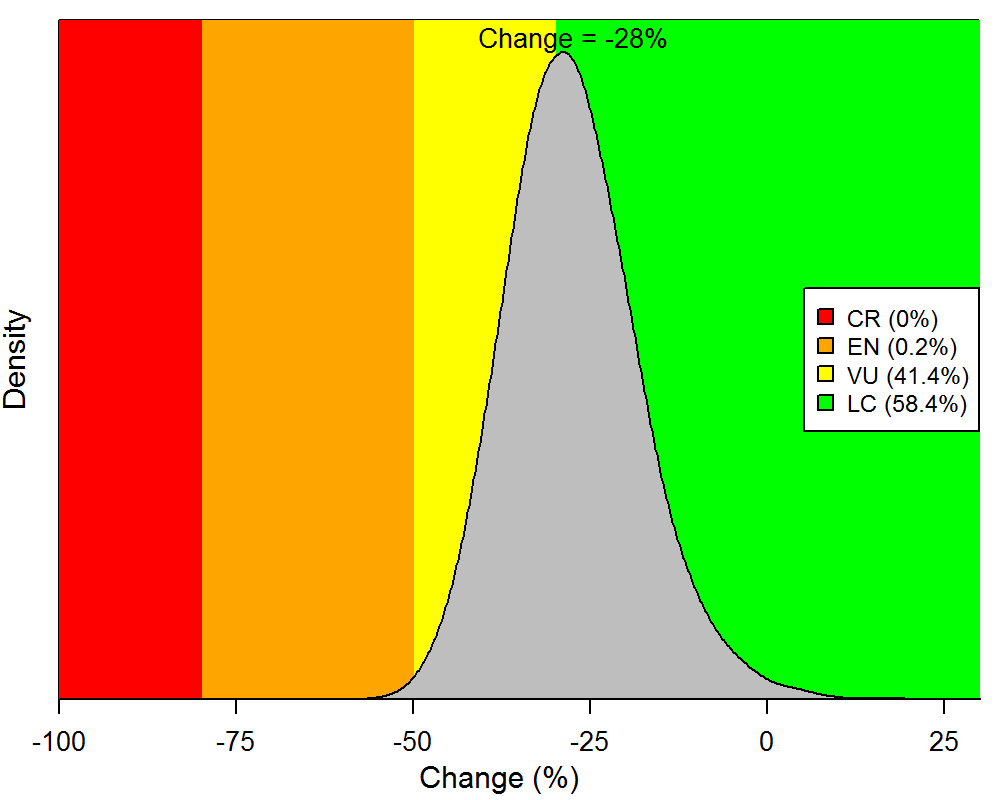 Change = -28%
Density
CR (0%)
EN (0.2%)
VU (41.4%)
LC (58.4%)
-100 -75 -50 -25 0 25
Change (%)